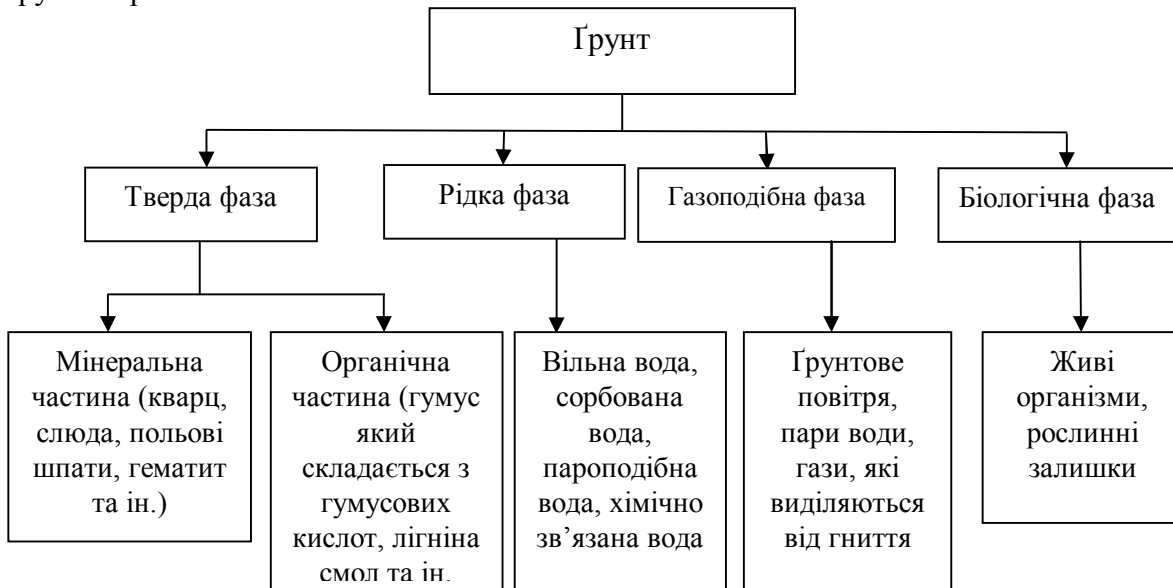 Ґрунт
Тверда фаза
Рідка фаза
Газоподібна фаза
Біологічна фаза
Мінеральна
частина (кварц,
слюда, польові
шпати, гематит
та ін.)
Органічна
частина (гумус
який
складається з
гумусових
кислот, лігніна
смол та ін.
Вільна вода,
сорбована
вода,
пароподібна
вода, хімічно
зв’язана вода
Ґрунтове
повітря,
пари води,
гази, які
виділяються
від гниття
Живі
організми,
рослинні
залишки